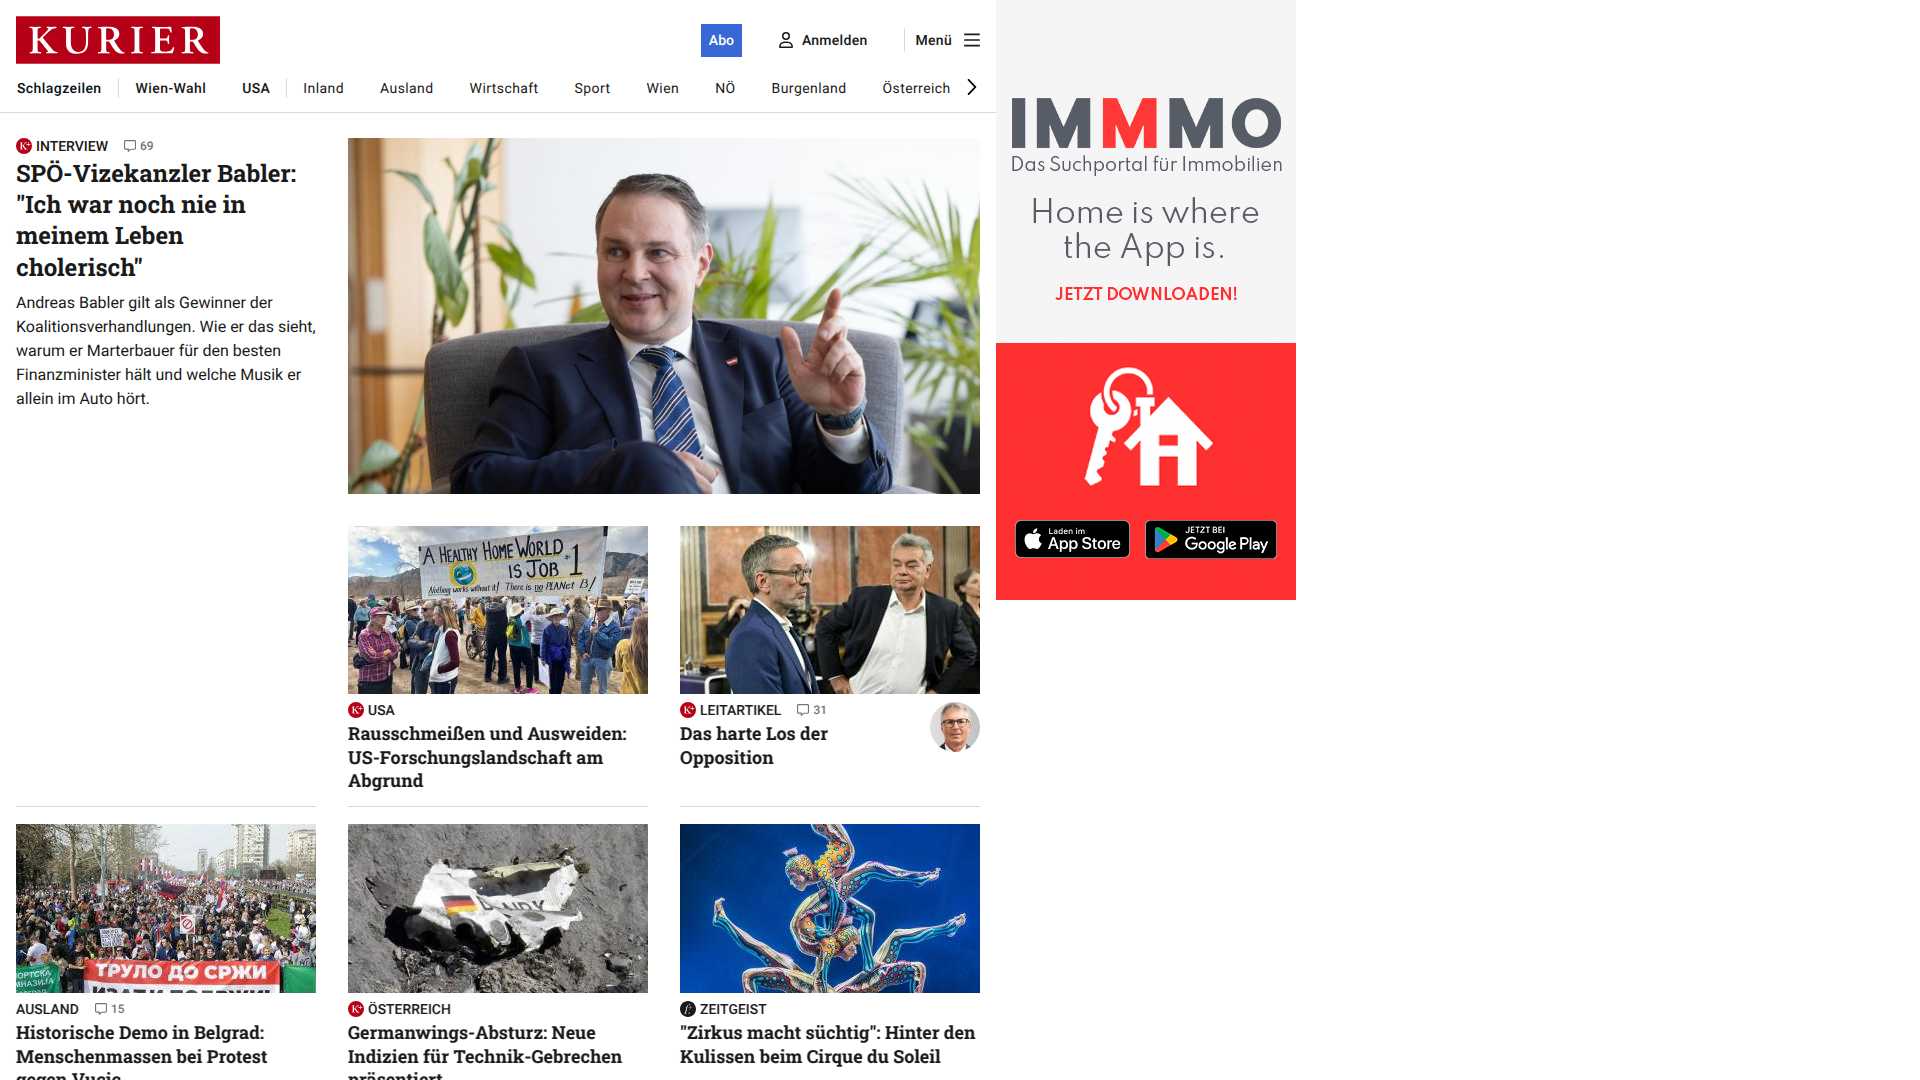 KURIER
Abo
Anmelden
Menü
Schlagzeilen
Wien-Wahl
USA
Inland
Ausland
Wirtschaft
Sport
Wien
NÖ
Burgenland
Österreich
K+ INTERVIEW 69
SPÖ-Vizekanzler Babler:
"Ich war noch nie in
meinem Leben
cholerisch"
Andreas Babler gilt als Gewinner der
Koalitionsverhandlungen. Wie er das sieht,
warum er Marterbauer für den besten
Finanzminister hält und welche Musik er
allein im Auto hört.
"A HEALTHY HOME WORLD
IS JOB #1
Nothing works without it! There is no PLANet B!
K+ USA
Rausschmeißen und Ausweiden:
US-Forschungslandschaft am
Abgrund
K+ LEITARTIKEL 31
Das harte Los der
Opposition
ТРУЛО ДО СРЖИ
AUSLAND 15
Historische Demo in Belgrad:
Menschenmassen bei Protest
gegen Vucic
K+ ÖSTERREICH
Germanwings-Absturz: Neue
Indizien für Technik-Gebrechen
präsentiert
ZEITGEIST
"Zirkus macht süchtig": Hinter den
Kulissen beim Cirque du Soleil
IMMMO
Das Suchportal für Immobilien
Home is where
the App is.
JETZT DOWNLOADEN!
Laden im
App Store
JETZT BEI
Google Play